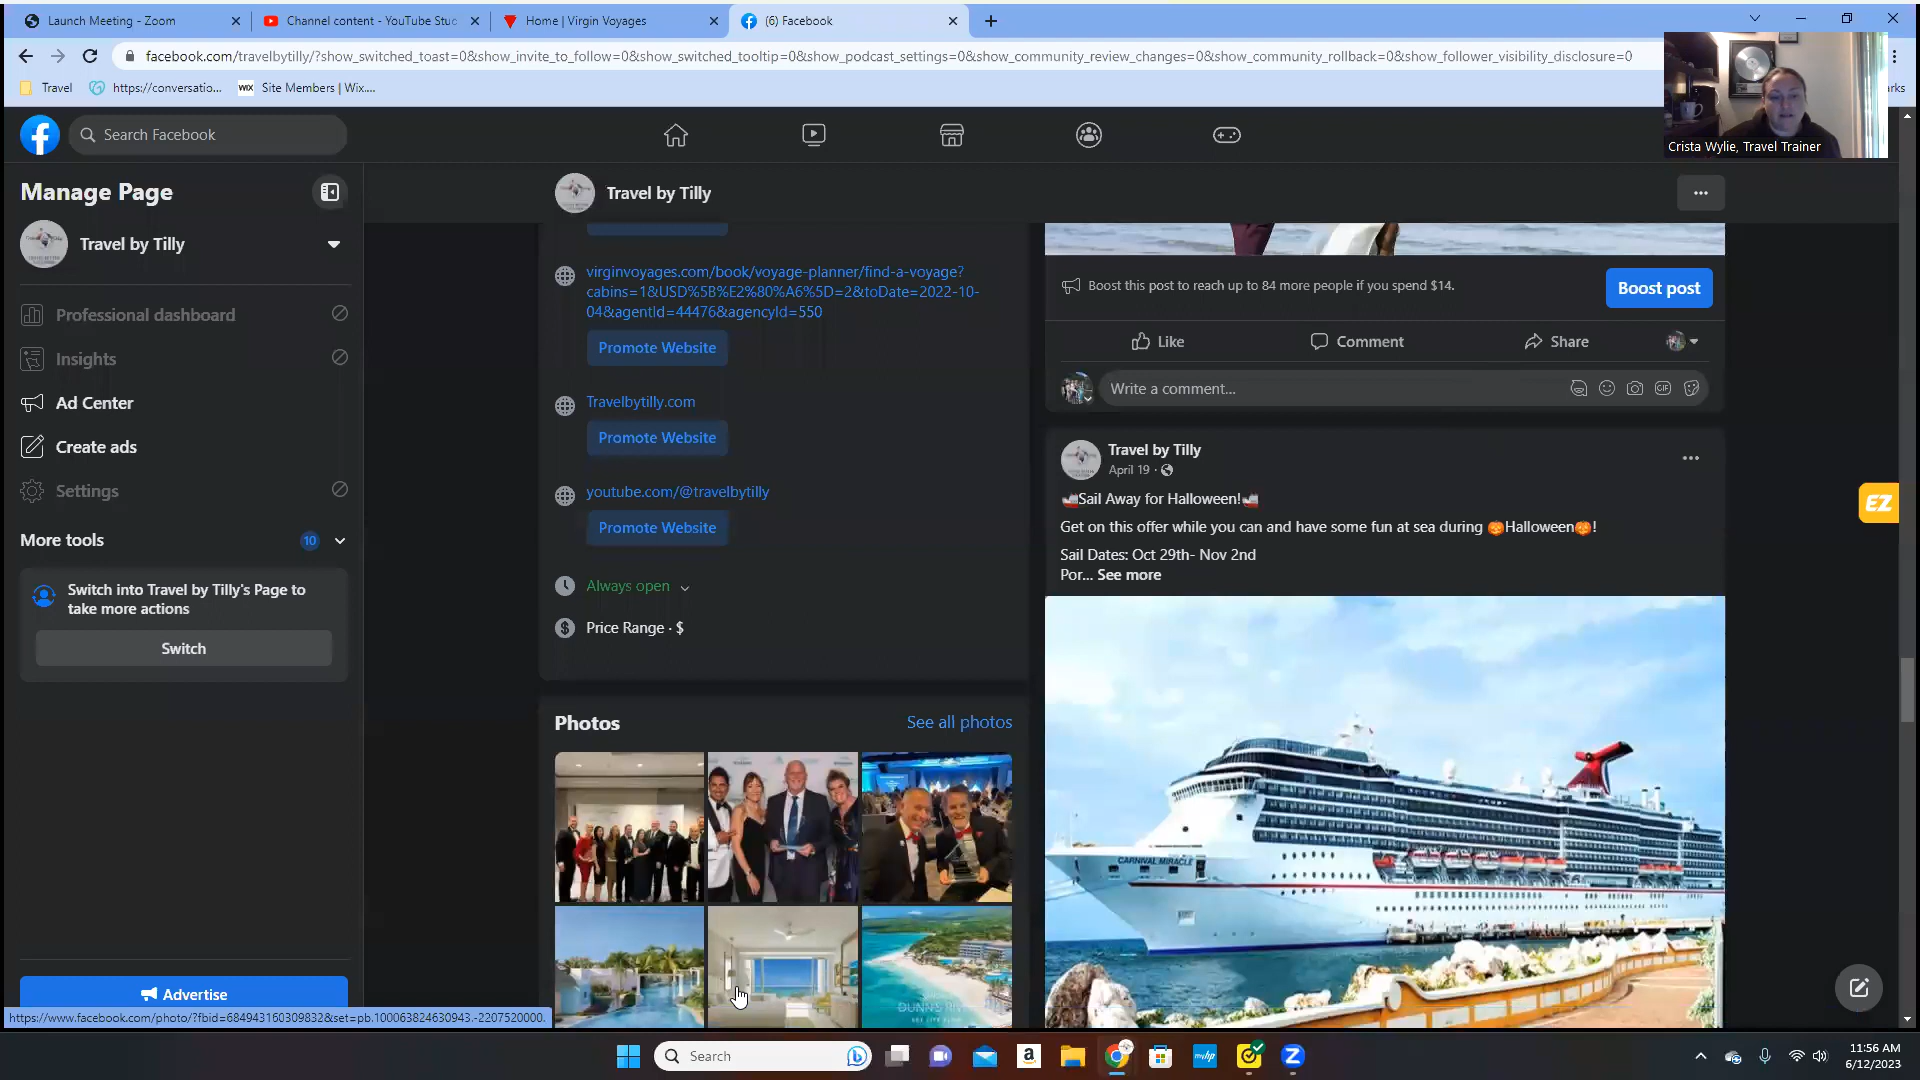 Launch Meeting - Zoom
Channel content - YouTube Stuc
Home | Virgin Voyages
(6) Facebook
facebook.com/travelbytilly/?show_switched_toast=0&show_invite_to_follow=0&show_switched_tooltip=0&show_podcast_settings=0&show_community_review_changes=0&show_community_rollback=0&show_follower_visibility_disclosure=0
Travel
https://conversatio...
WIX Site Members | Wix....
rks
Crista Wylie, Travel Trainer
Search Facebook
Manage Page
Travel by Tilly
Professional dashboard
Insights
Ad Center
Create ads
Settings
More tools
10
Switch into Travel by Tilly's Page to
take more actions
Switch
Advertise
https://www.facebook.com/photo/?fbid=684943160309832&set=pb.100063824630943.-2207520000.
Travel by Tilly
virginvoyages.com/book/voyage-planner/find-a-voyage?
cabins=1&USD%5B%E2%80%A6%5D=2&toDate=2022-10-
04&agentId=44476&agencyId=550
Promote Website
Travelbytilly.com
Promote Website
youtube.com/@travelbytilly
Promote Website
Always open
Price Range · $
Photos
See all photos
DUNN'S RIVER
Boost this post to reach up to 84 more people if you spend $14.
Boost post
Like
Comment
Share
Write a comment...
GIF
Travel by Tilly
April 19 ·
Sail Away for Halloween!
Get on this offer while you can and have some fun at sea during 🎃Halloween🎃!
Sail Dates: Oct 29th- Nov 2nd
Por... See more
CARNIVAL MIRACLE
EZ
Search
a
myhp
Z
11:56 AM
6/12/2023